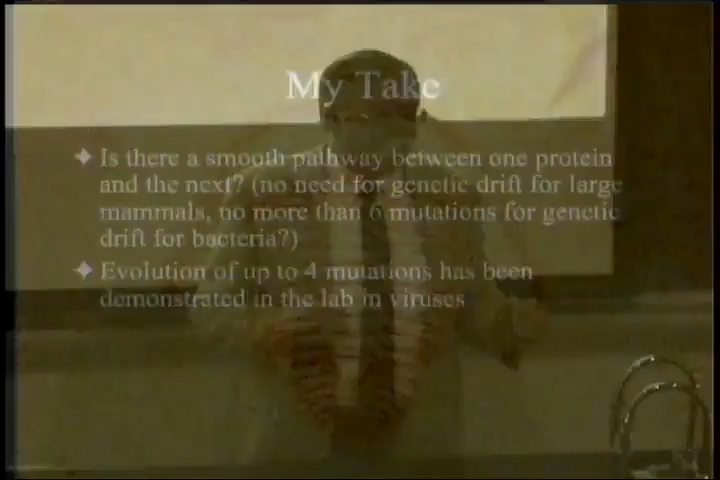 My Take
Is there a smooth pathway between one protein
and the next? (no need for genetic drift for large
mammals, no more than 6 mutations for genetic
drift for bacteria?)
Evolution of up to 4 mutations has been
demonstrated in the lab in viruses